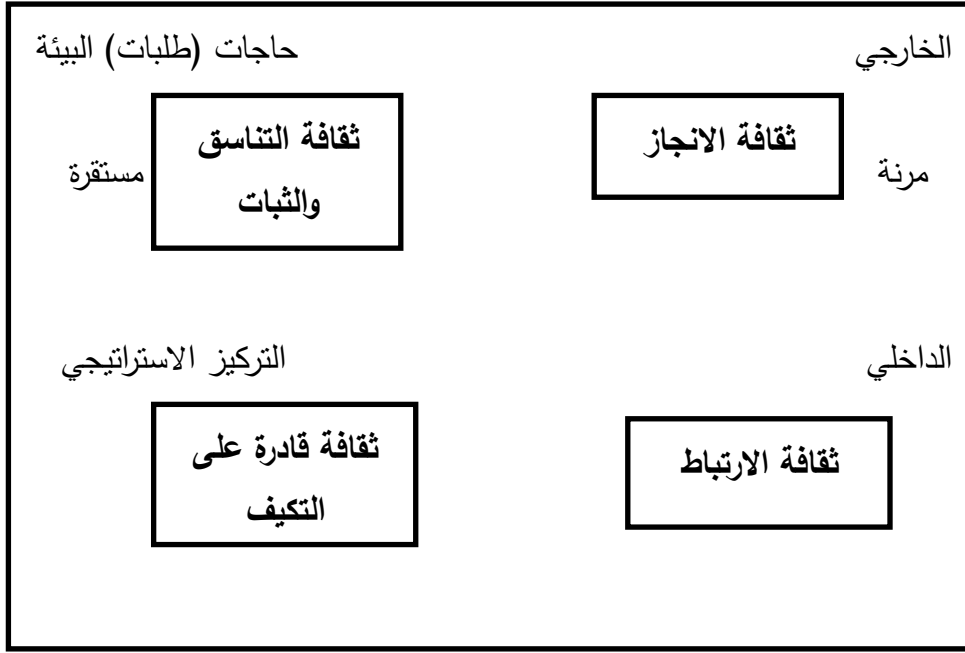 الخارجي
حاجات (طلبات) البيئة
ثقافة الانجاز
مرنة
ثقافة التناسق
والثبات
مستقرة
الداخلي
التركيز الاستراتيجي
ثقافة الارتباط
ثقافة قادرة على
التكيف